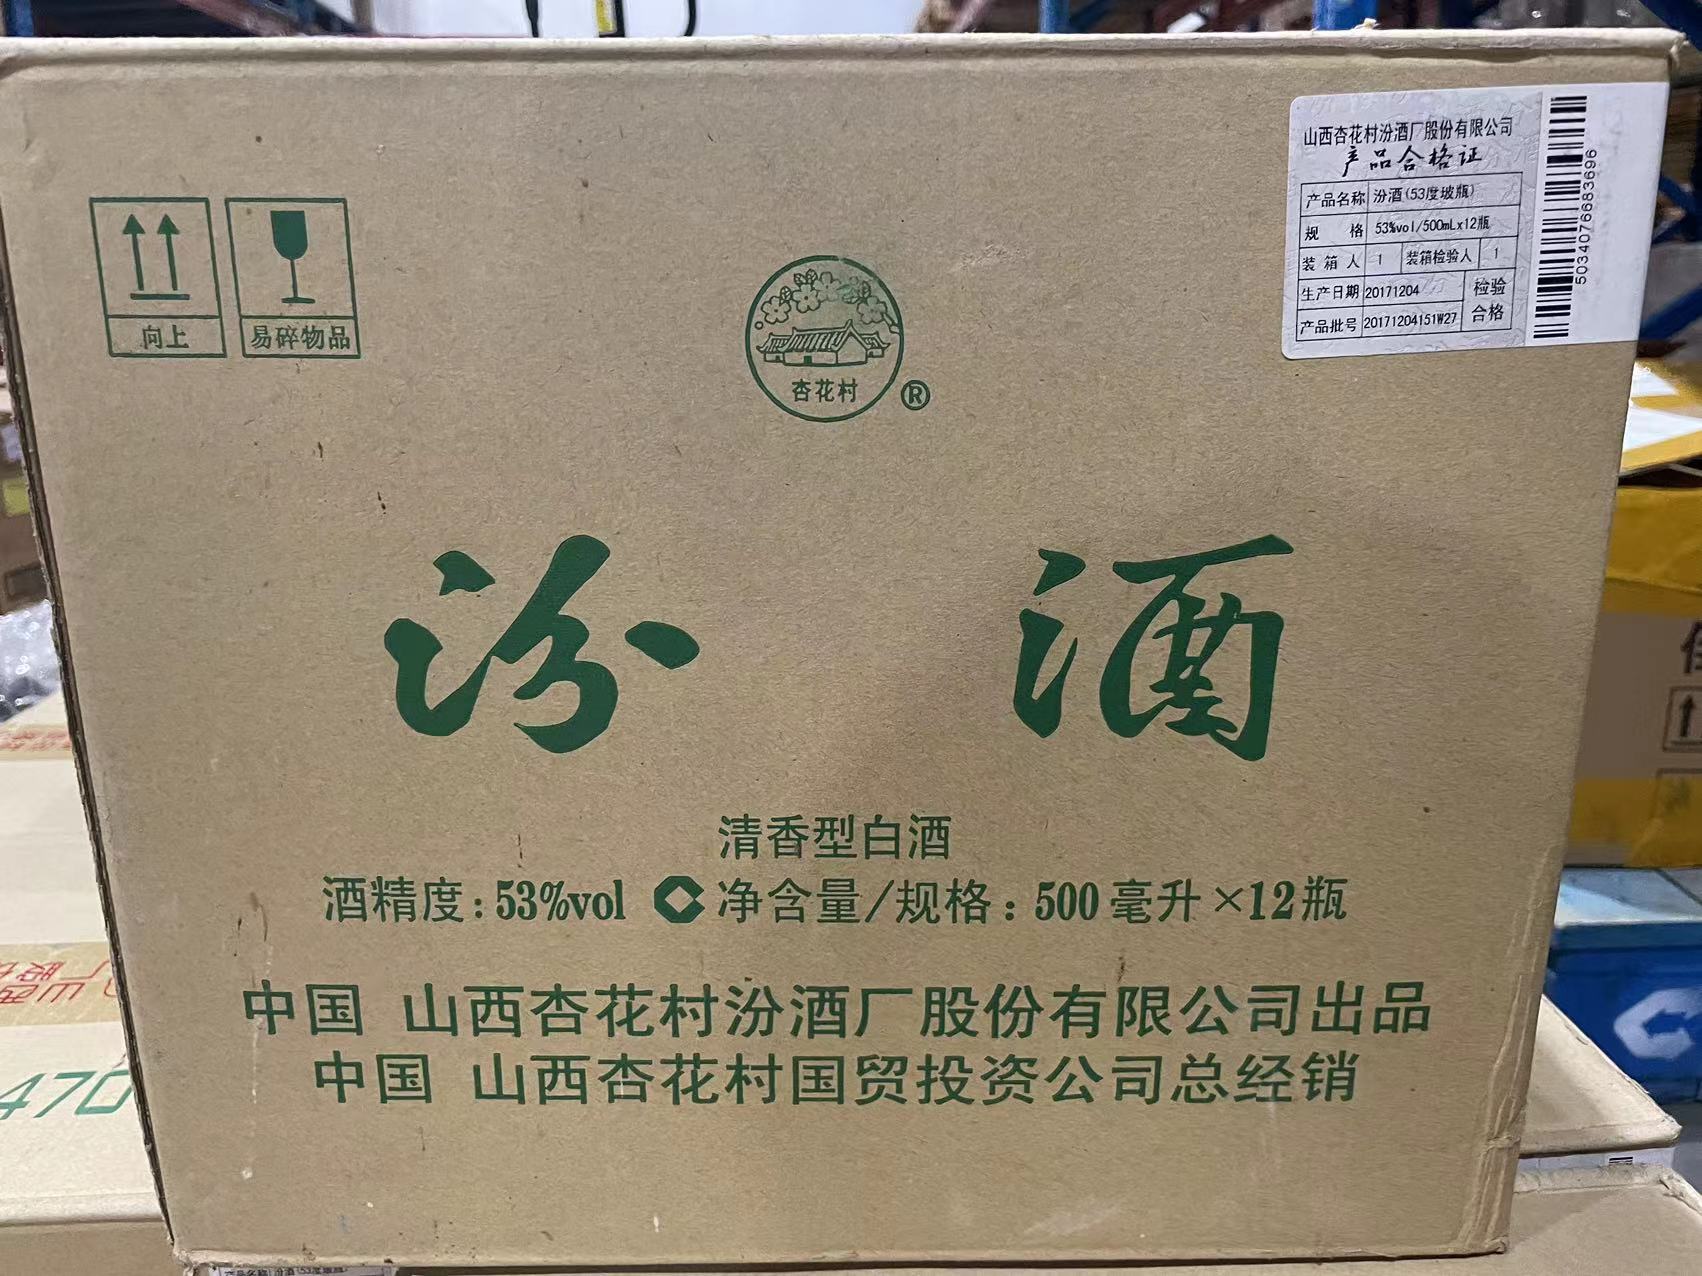 山西杏花村汾酒厂股份有限公司
产品合格证
产品名称 汾酒(53度玻瓶)
规 格 53%vol/500mLx12瓶
装箱人 1 装箱检验人 1
生产日期 20171204 检验
产品批号 20171204151W27 合格
5034076683696
向上
易碎物品
杏花村
®
汾酒
清香型白酒
酒精度:53%vol 净含量/规格:500毫升×12瓶
中国 山西杏花村汾酒厂股份有限公司出品
中国 山西杏花村国贸投资公司总经销
470